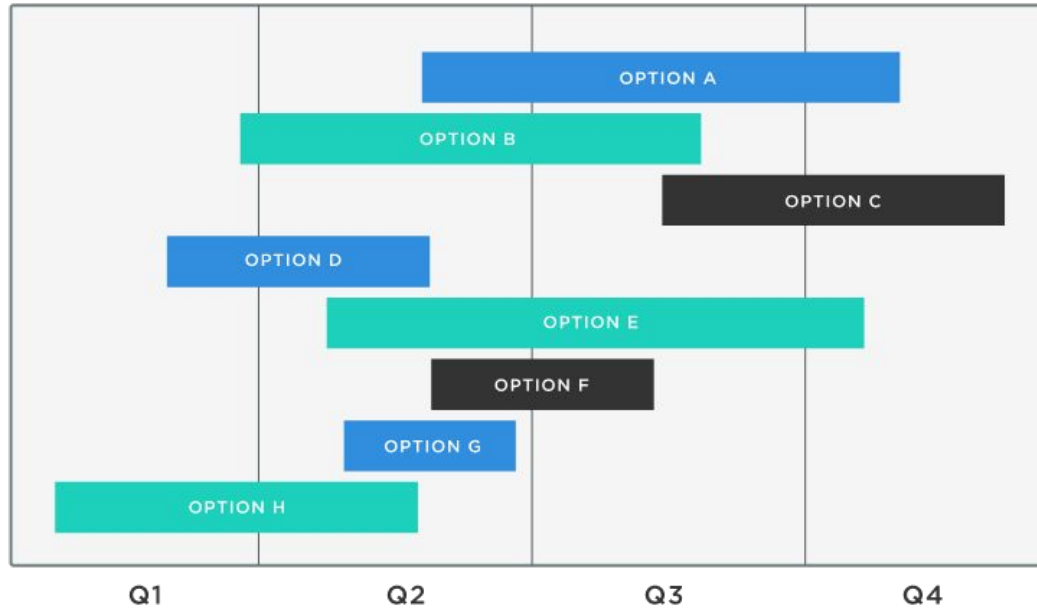 OPTION A
OPTION B
OPTION C
OPTION D
OPTION E
OPTION F
OPTION G
OPTION H
Q1 Q2 Q3 Q4